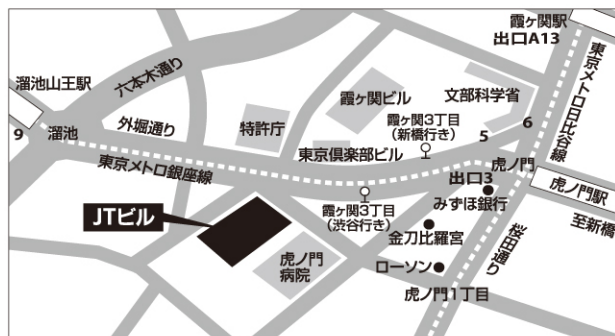 霞ヶ関駅
出口A13
東京メトロ日比谷線
六本木通り
溜池山王駅
霞ヶ関ビル
文部科学省
外堀通り
特許庁
霞ヶ関3丁目
(新橋行き)
5
6
9
溜池
東京倶楽部ビル
虎ノ門
東京メトロ銀座線
出口3
虎ノ門駅
みずほ銀行
至新橋
JTビル
霞ヶ関3丁目
(渋谷行き)
金刀比羅宮
桜田通り
虎ノ門
病院
ローソン
虎ノ門1丁目